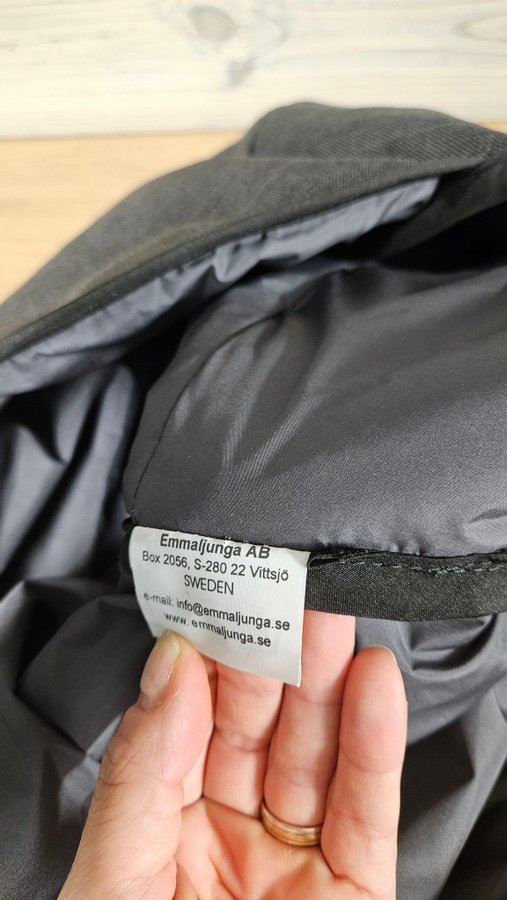 Emmaljunga AB
Box 2056, S-280 22 Vittsjö
SWEDEN
e-mail: info@emmaljunga.se
www. emmaljunga.se